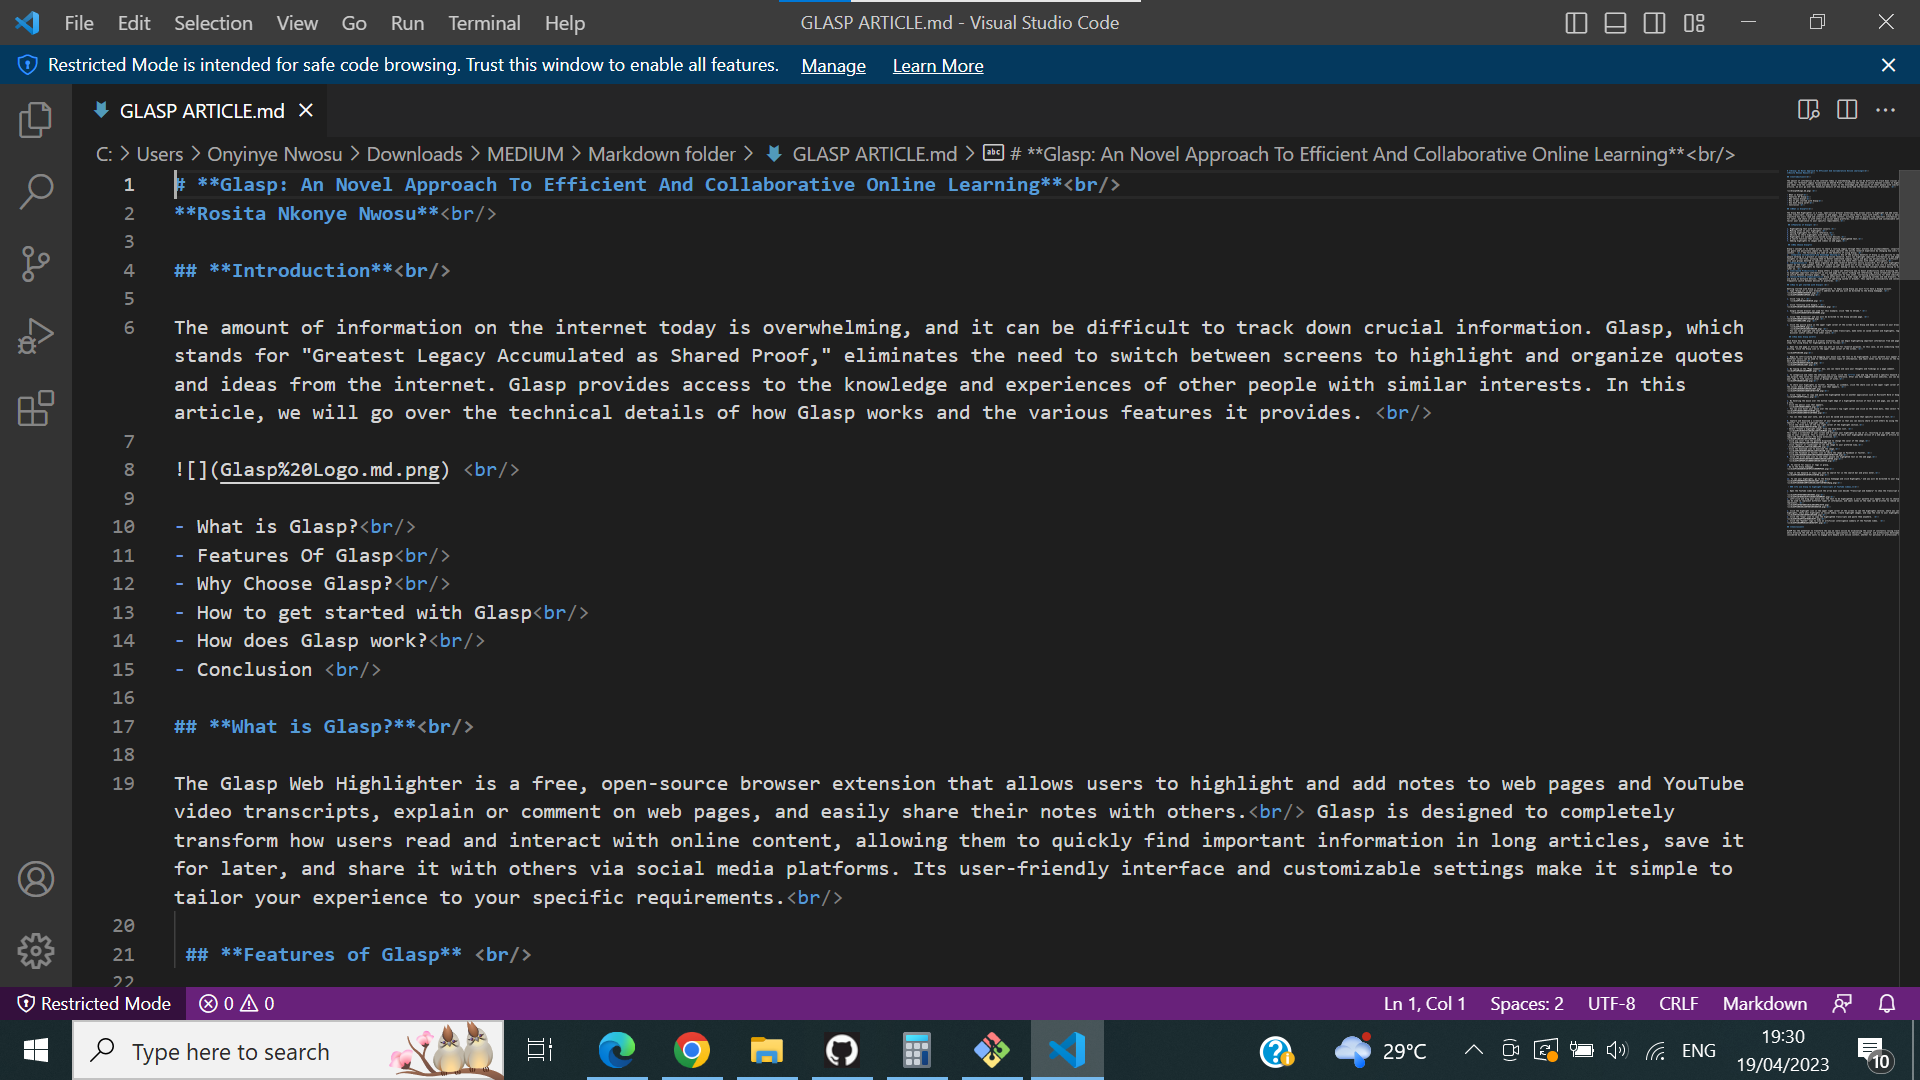 File Edit Selection View Go Run Terminal Help GLASP ARTICLE.md - Visual Studio Code
Restricted Mode is intended for safe code browsing. Trust this window to enable all features. Manage Learn More
GLASP ARTICLE.md
C: > Users > Onyinye Nwosu > Downloads > MEDIUM > Markdown folder > GLASP ARTICLE.md > abc # **Glasp: An Novel Approach To Efficient And Collaborative Online Learning**<br/>
1 # **Glasp: An Novel Approach To Efficient And Collaborative Online Learning**<br/>
2 **Rosita Nkonye Nwosu**<br/>
3
4 ## **Introduction**<br/>
5
6 The amount of information on the internet today is overwhelming, and it can be difficult to track down crucial information. Glasp, which
stands for "Greatest Legacy Accumulated as Shared Proof," eliminates the need to switch between screens to highlight and organize quotes
and ideas from the internet. Glasp provides access to the knowledge and experiences of other people with similar interests. In this
article, we will go over the technical details of how Glasp works and the various features it provides. <br/>
7
8 ![](Glasp%20Logo.md.png) <br/>
9
10 - What is Glasp?<br/>
11 - Features Of Glasp<br/>
12 - Why Choose Glasp?<br/>
13 - How to get started with Glasp<br/>
14 - How does Glasp work?<br/>
15 - Conclusion <br/>
16
17 ## **What is Glasp?**<br/>
18
19 The Glasp Web Highlighter is a free, open-source browser extension that allows users to highlight and add notes to web pages and YouTube
video transcripts, explain or comment on web pages, and easily share their notes with others.<br/> Glasp is designed to completely
transform how users read and interact with online content, allowing them to quickly find important information in long articles, save it
for later, and share it with others via social media platforms. Its user-friendly interface and customizable settings make it simple to
tailor your experience to your specific requirements.<br/>
20
21 ## **Features of Glasp** <br/>
22
Restricted Mode 0 0 Ln 1, Col 1 Spaces: 2 UTF-8 CRLF Markdown
Type here to search 29°C ENG 19:30
19/04/2023 10